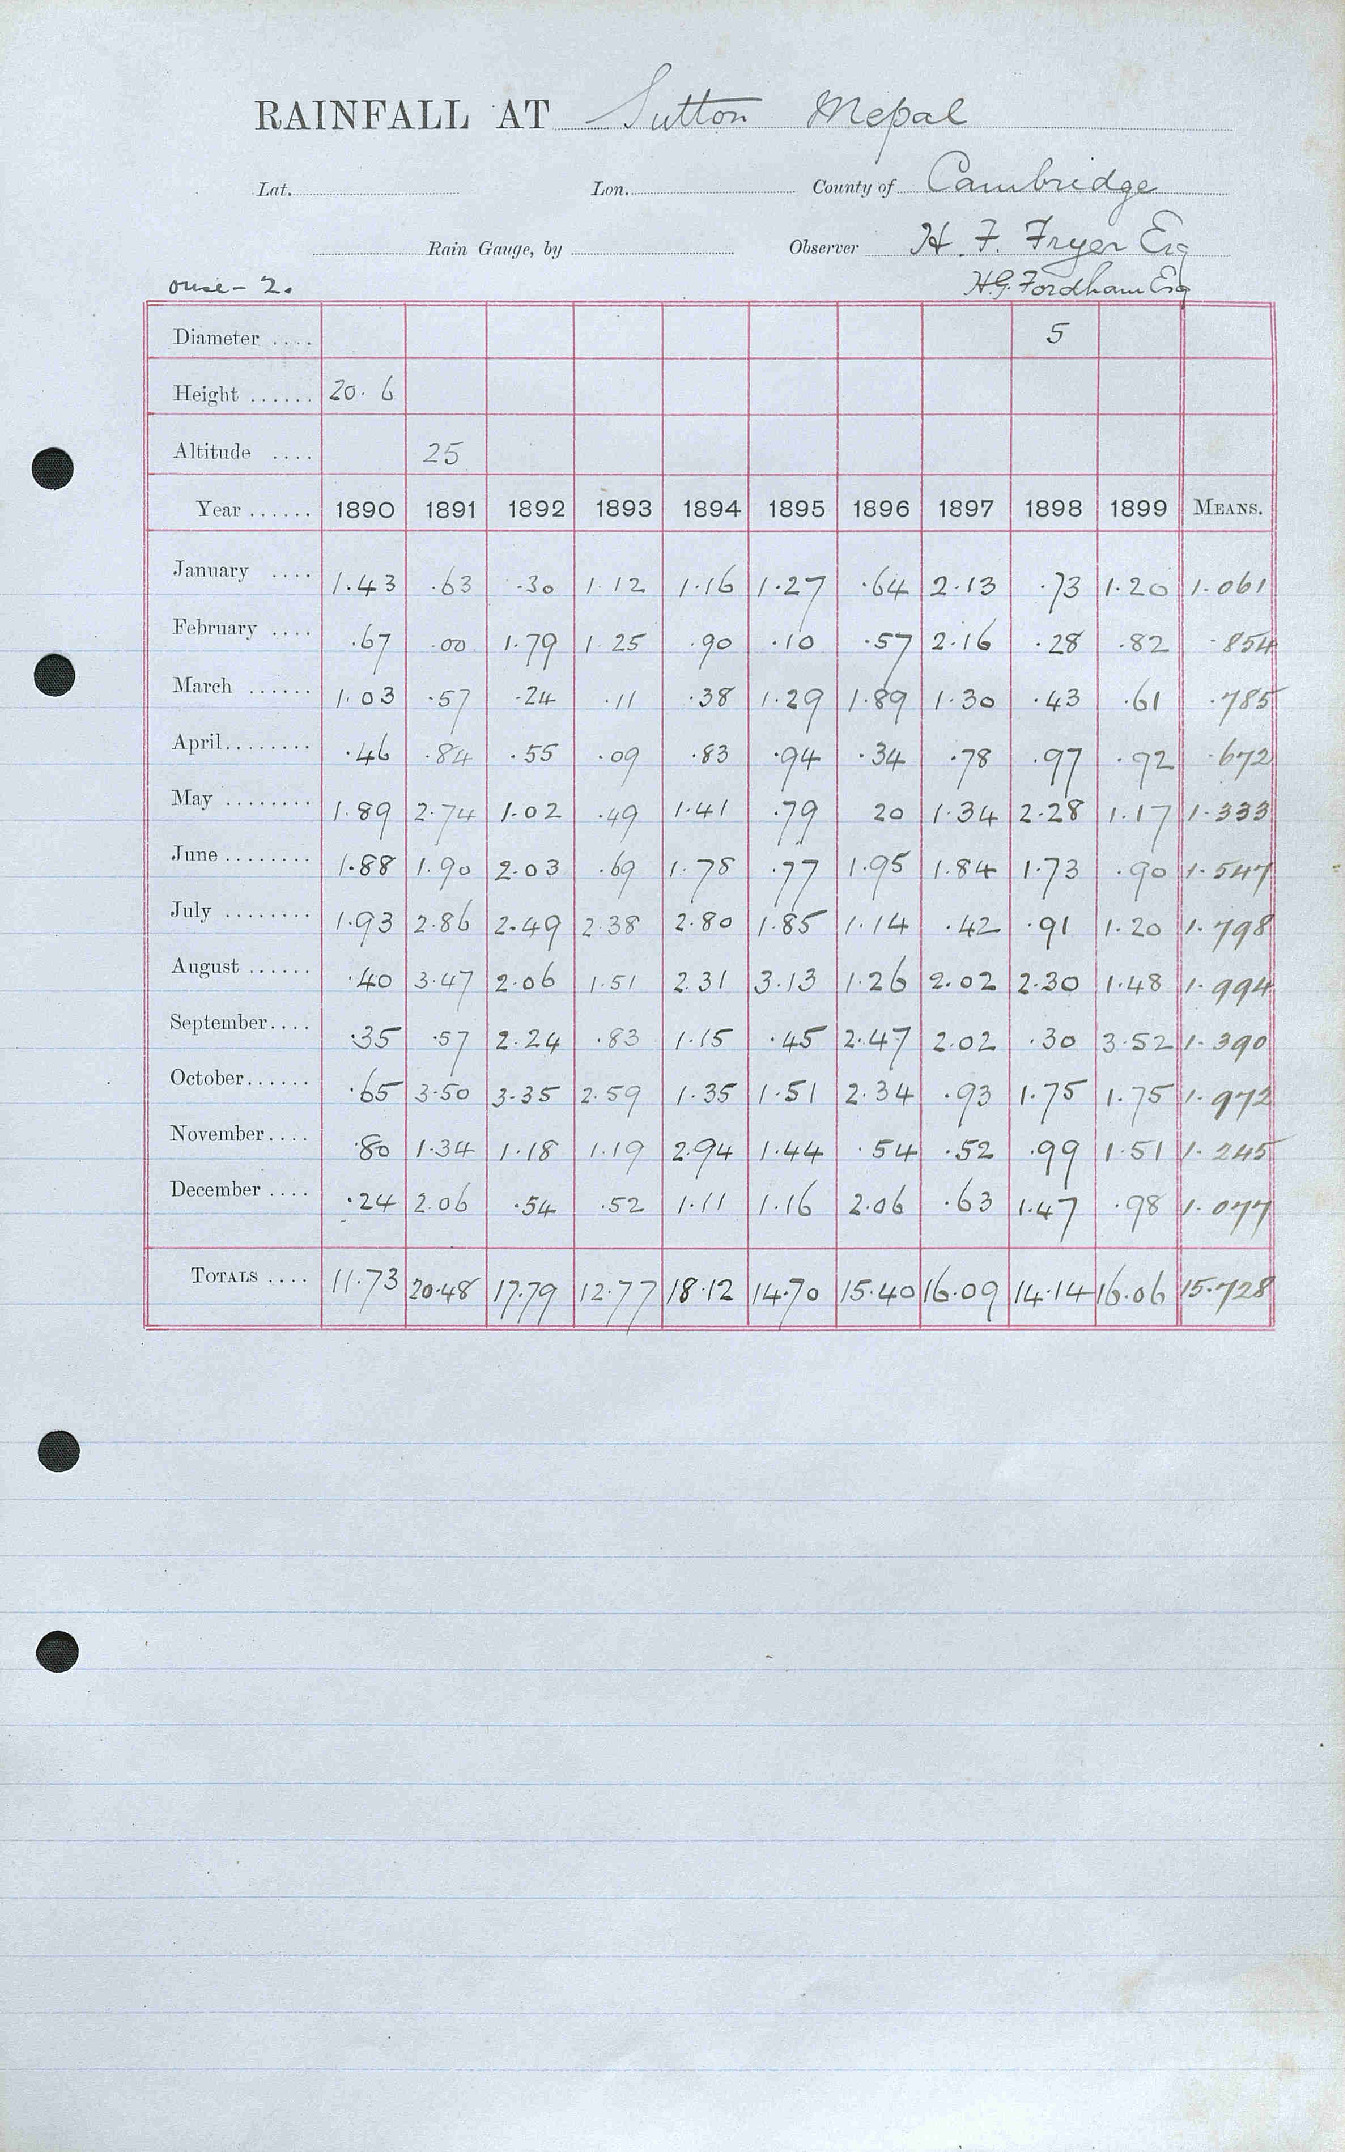 RAINFALL AT Sutton Mepal
Lat. Lon. County of Cambridge
Rain Gauge, by Observer H. F. Fryer Esq
ouse - 2. H.G. Fordham Esq
Diameter .... 5
Height ...... 20. 6
Altitude .... 25
Year ...... 1890 1891 1892 1893 1894 1895 1896 1897 1898 1899 MEANS.
January .... 1.43 .63 .30 1.12 1.16 1.27 .64 2.13 .73 1.20 1.061
February .... .67 .00 1.79 1.25 .90 .10 .57 2.16 .28 .82 .854
March ...... 1.03 .57 .24 .11 .38 1.29 1.89 1.30 .43 .61 .785
April........ .46 .84 .55 .09 .83 .94 .34 .78 .97 .92 .672
May ........ 1.89 2.74 1.02 .49 1.41 .79 20 1.34 2.28 1.17 1.333
June ........ 1.88 1.90 2.03 .69 1.78 .77 1.95 1.84 1.73 .90 1.547
July ........ 1.93 2.86 2.49 2.38 2.80 1.85 1.14 .42 .91 1.20 1.798
August ...... .40 3.47 2.06 1.51 2.31 3.13 1.26 2.02 2.30 1.48 1.994
September.... .35 .57 2.24 .83 1.15 .45 2.47 2.02 .30 3.52 1.390
October...... .65 3.50 3.35 2.59 1.35 1.51 2.34 .93 1.75 1.75 1.972
November.... .80 1.34 1.18 1.19 2.94 1.44 .54 .52 .99 1.51 1.245
December .... .24 2.06 .54 .52 1.11 1.16 2.06 .63 1.47 .98 1.077
TOTALS .... 11.73 20.48 17.79 12.77 18.12 14.70 15.40 16.09 14.14 16.06 15.728